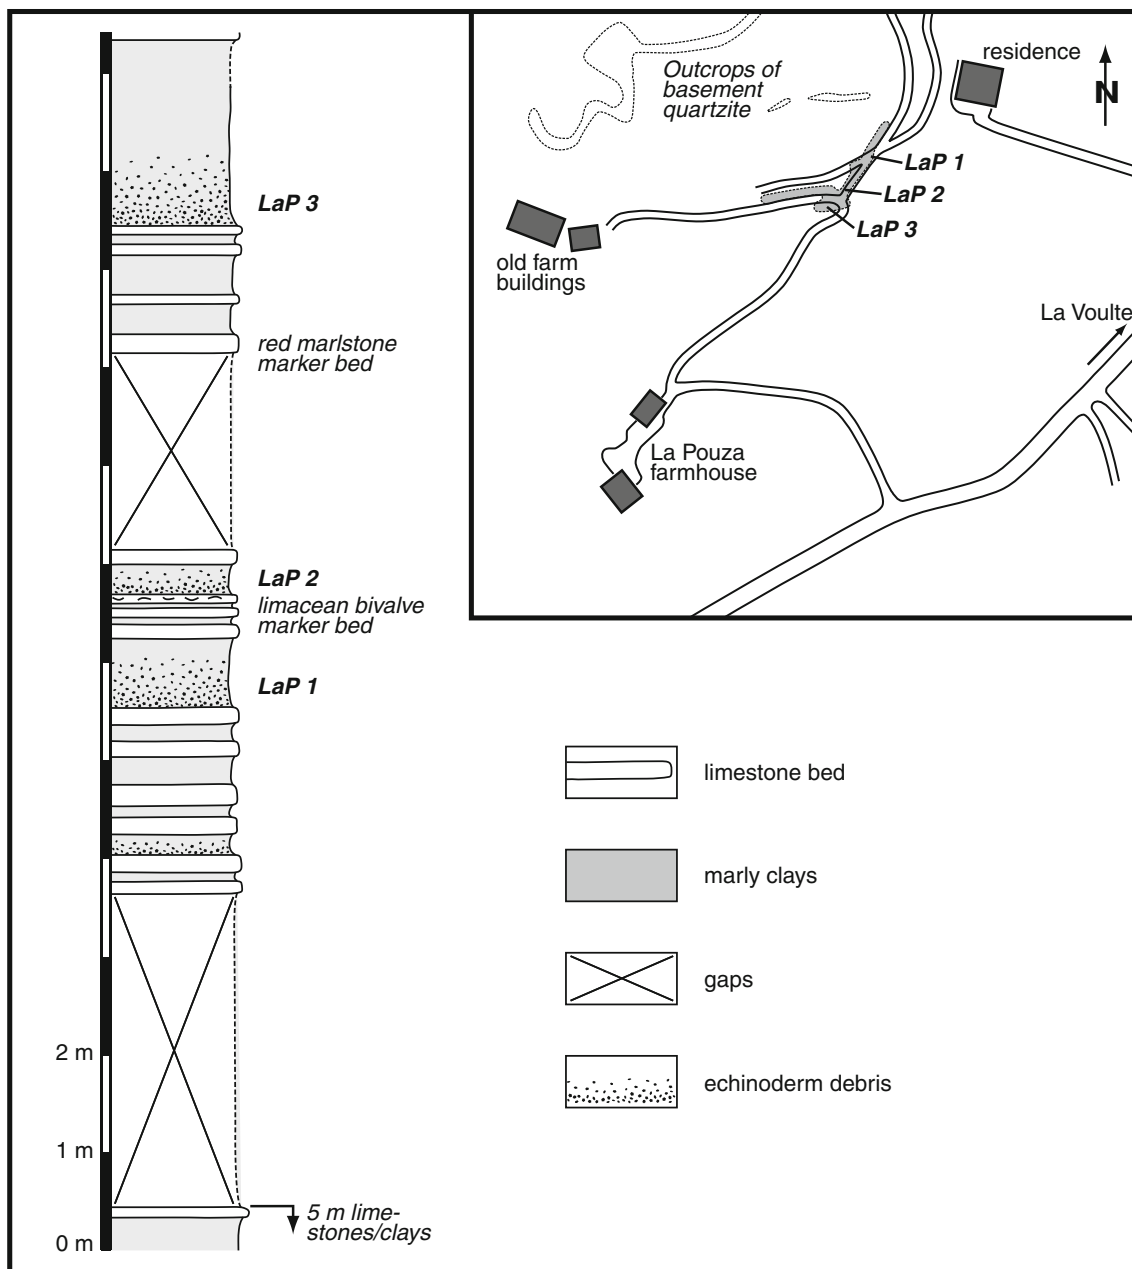 LaP 3
red marlstone
marker bed
LaP 2
limacean bivalve
marker bed
LaP 1
2 m
1 m
0 m
5 m lime-
stones/clays
Outcrops of
basement
quartzite
residence
N
LaP 1
LaP 2
LaP 3
old farm
buildings
La Voulte
La Pouza
farmhouse
limestone bed
marly clays
gaps
echinoderm debris